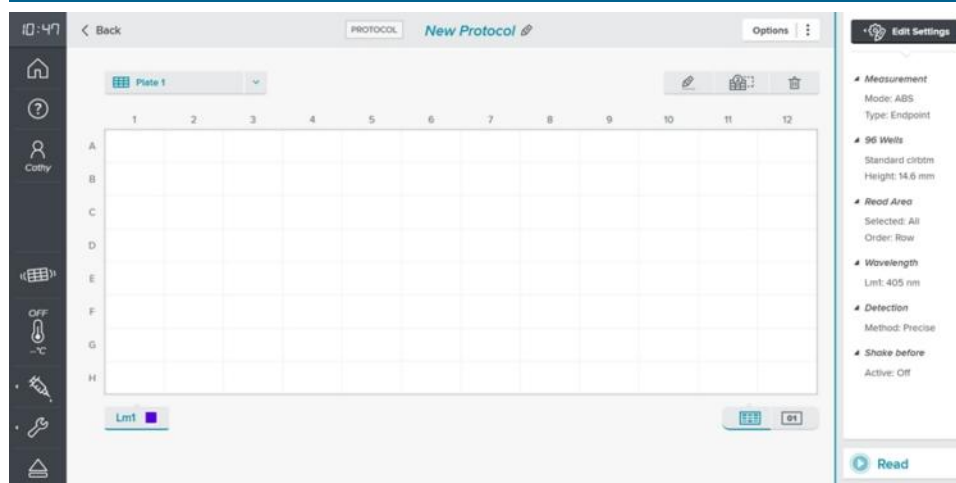 10:47
Back
PROTOCOL
New Protocol
Options
Edit Settings
Plate 1
1 2 3 4 5 6 7 8 9 10 11 12
A
B
C
D
E
F
G
H
Cathy
OFF
--°C
Lm1
01
Measurement
Mode: ABS
Type: Endpoint
96 Wells
Standard clrbtm
Height: 14.6 mm
Read Area
Selected: All
Order: Row
Wavelength
Lm1: 405 nm
Detection
Method: Precise
Shake before
Active: Off
Read